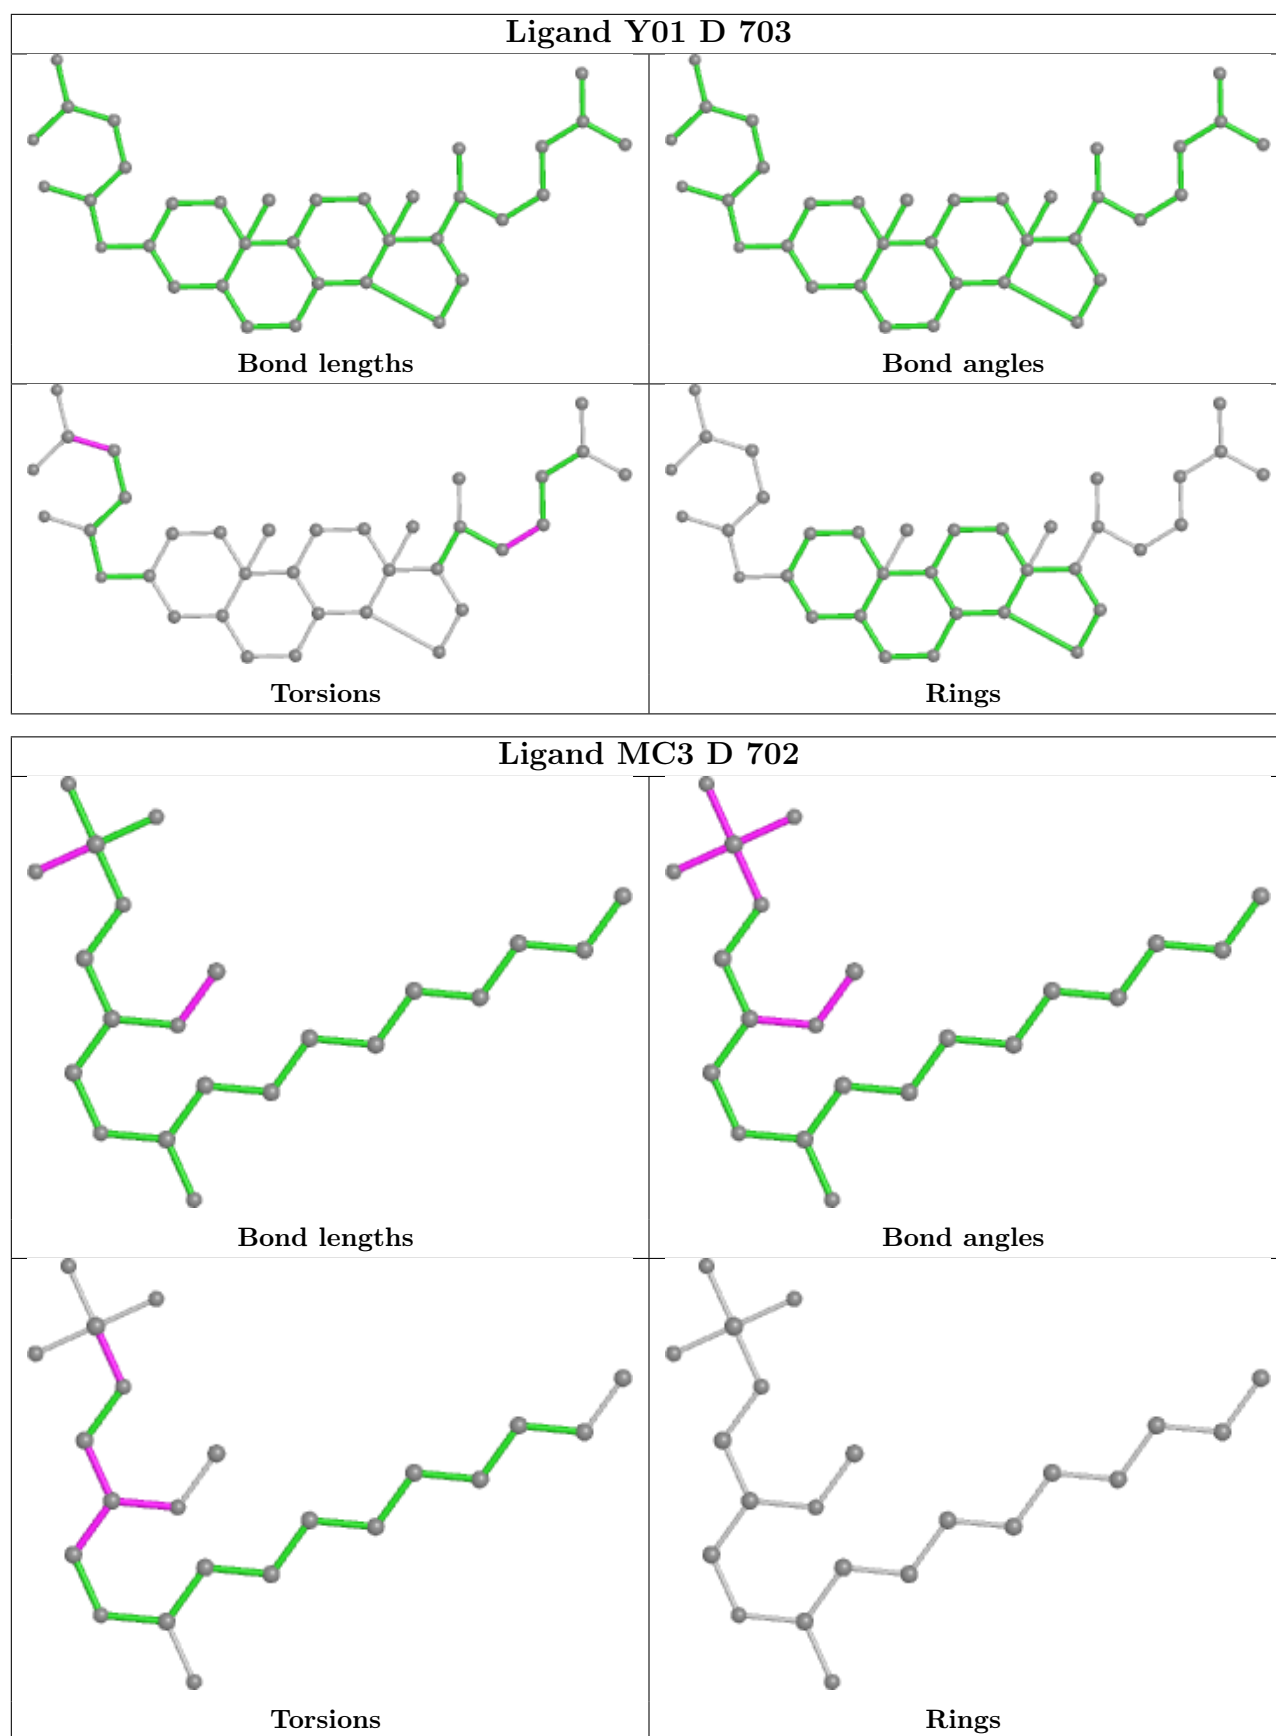 Ligand Y01 D 703
Bond lengths
Bond angles
Torsions
Rings
Ligand MC3 D 702
Bond lengths
Bond angles
Torsions
Rings